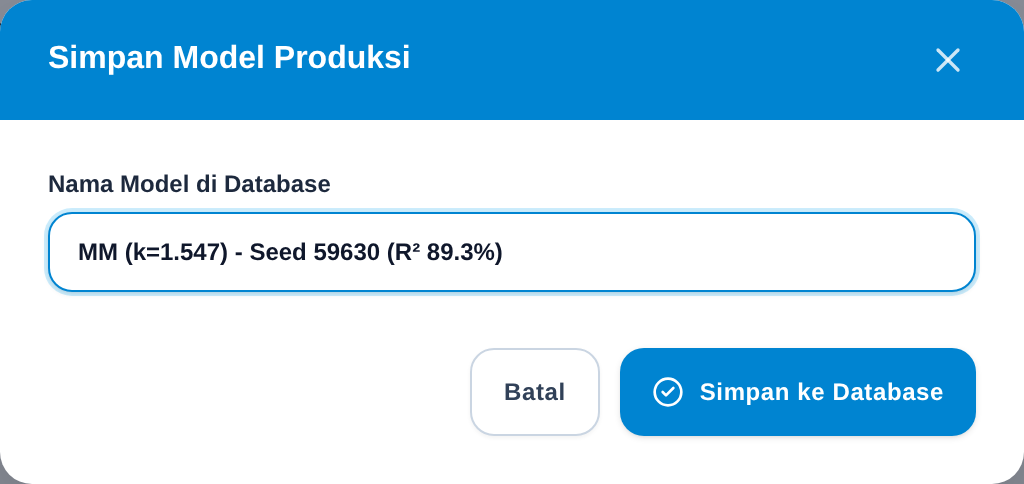 Simpan Model Produksi
Nama Model di Database
MM (k=1.547) - Seed 59630 (R² 89.3%)
Batal
Simpan ke Database